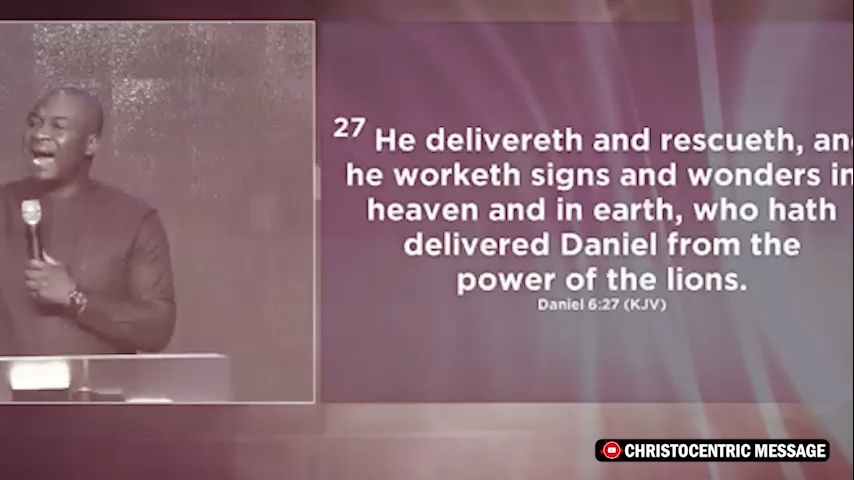 27 He delivereth and rescueth, an
he worketh signs and wonders in
heaven and in earth, who hath
delivered Daniel from the
power of the lions.
Daniel 6:27 (KJV)
CHRISTOCENTRIC MESSAGE